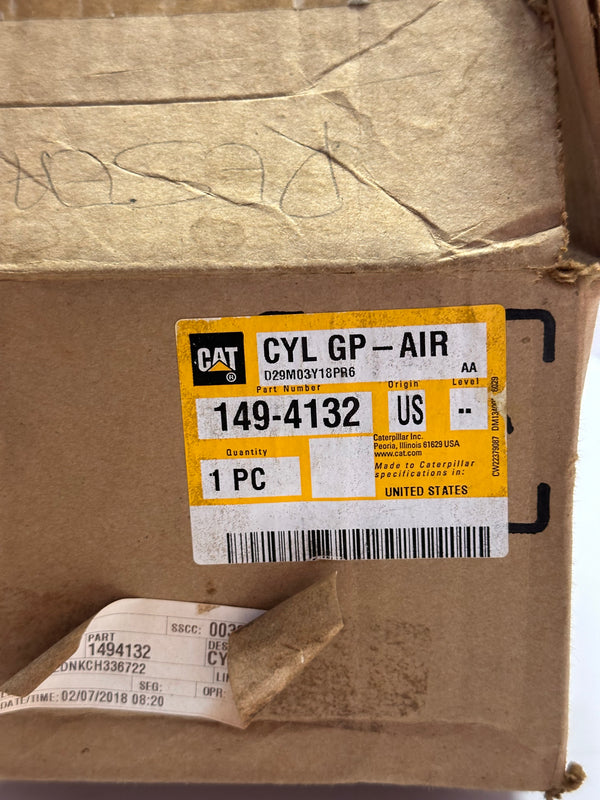 CAT
®
CYL GP-AIR
D29M03Y18PR6
AA
Part Number
Origin
Level
149-4132
US
--
Quantity
1 PC
Caterpillar Inc.
Peoria, Illinois 61629 USA
www.cat.com
Made to Caterpillar
specifications in:
UNITED STATES
CW22379087
SSCC:
PART
1494132
DNKCH336722
SEG:
OPR:
DATE/TIME: 02/07/2018 08:20